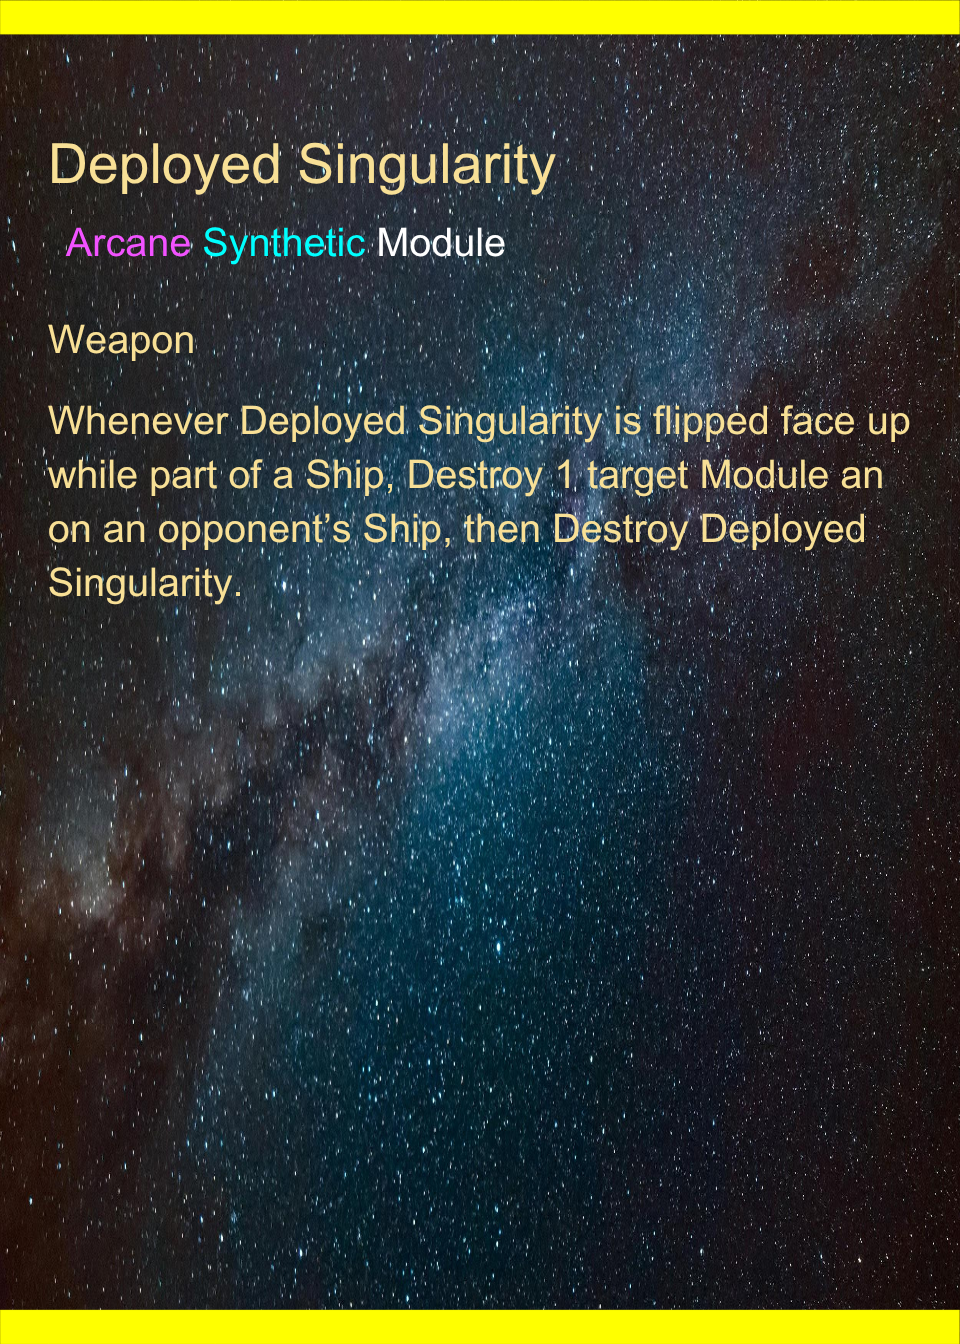 Deployed Singularity
Arcane Synthetic Module
Weapon
Whenever Deployed Singularity is flipped face up
while part of a Ship, Destroy 1 target Module an
on an opponent’s Ship, then Destroy Deployed
Singularity.